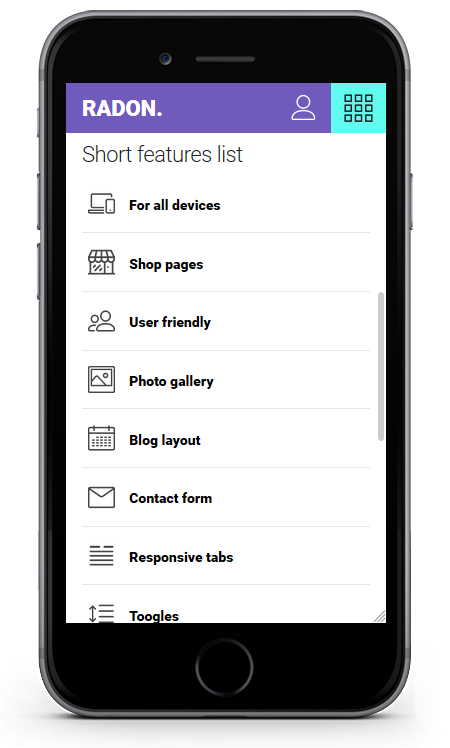 RADON.
Short features list
For all devices
Shop pages
User friendly
Photo gallery
Blog layout
Contact form
Responsive tabs
Toogles